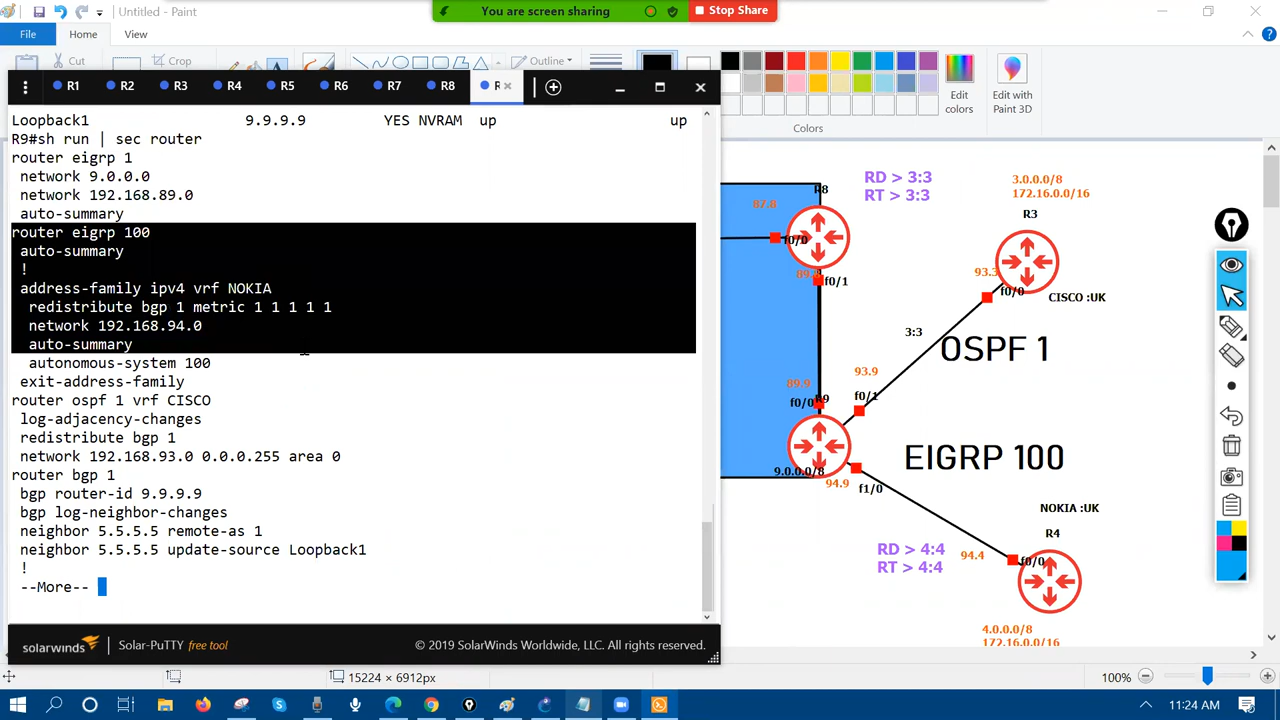 Untitled - Paint
You are screen sharing
Stop Share
File
Home
View
Cut
Crop
Outline
Edit colors
Edit with Paint 3D
Colors
R1
R2
R3
R4
R5
R6
R7
R8
R
Loopback1 9.9.9.9 YES NVRAM up up
R9#sh run | sec router
router eigrp 1
network 9.0.0.0
network 192.168.89.0
auto-summary
router eigrp 100
auto-summary
!
address-family ipv4 vrf NOKIA
redistribute bgp 1 metric 1 1 1 1 1
network 192.168.94.0
auto-summary
autonomous-system 100
exit-address-family
router ospf 1 vrf CISCO
log-adjacency-changes
redistribute bgp 1
network 192.168.93.0 0.0.0.255 area 0
router bgp 1
bgp router-id 9.9.9.9
bgp log-neighbor-changes
neighbor 5.5.5.5 remote-as 1
neighbor 5.5.5.5 update-source Loopback1
!
--More--
solarwinds
Solar-PuTTY free tool
© 2019 SolarWinds Worldwide, LLC. All rights reserved.
RD > 3:3
RT > 3:3
R8
87.8
f0/0
f0/1
3.0.0.0/8
172.16.0.0/16
R3
93.3
f0/0
CISCO :UK
3:3
OSPF 1
93.9
f0/1
89.9
f0/0
R9
9.0.0.0/8
94.9
f1/0
EIGRP 100
NOKIA :UK
R4
RD > 4:4
RT > 4:4
94.4
f0/0
4.0.0.0/8
172.16.0.0/16
15224 × 6912px
100%
11:24 AM